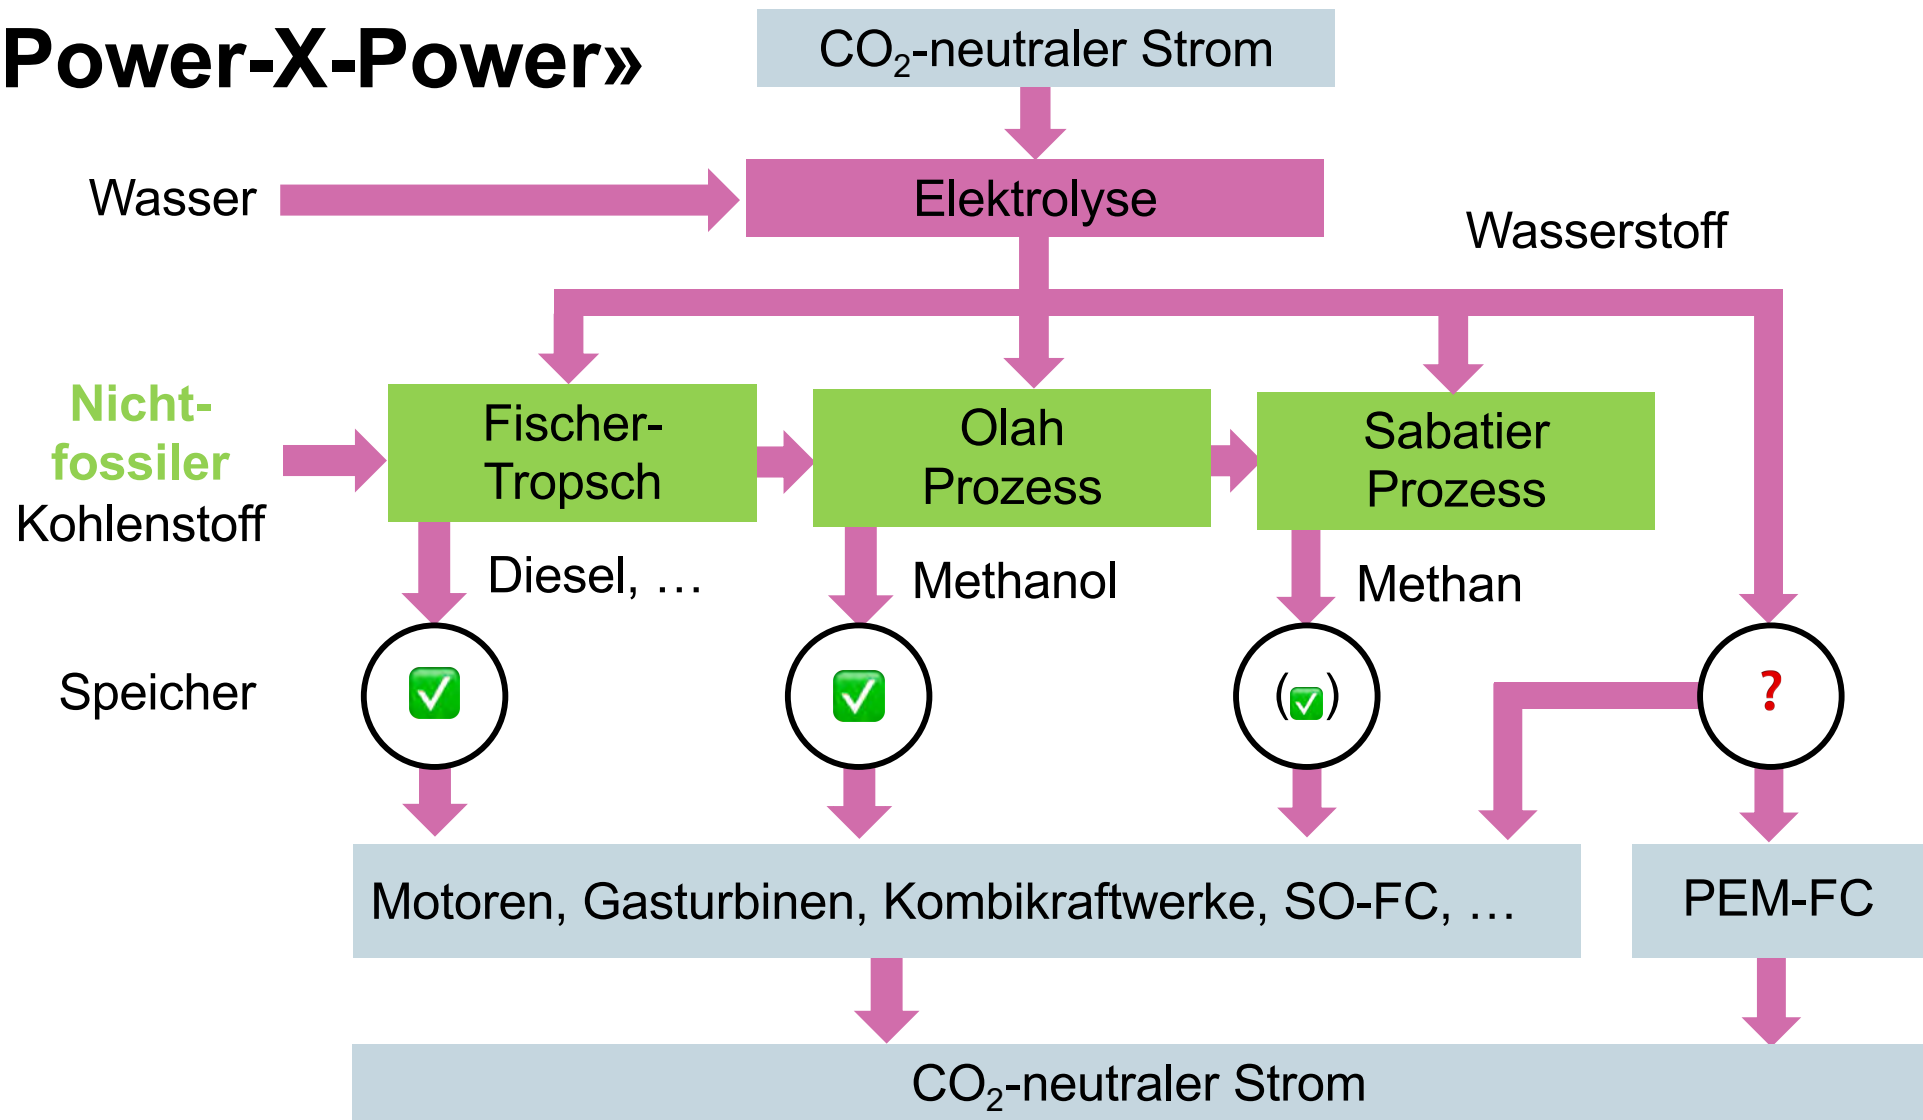 Power-X-Power»
CO₂-neutraler Strom
Wasser
Elektrolyse
Wasserstoff
Nicht-
fossiler
Kohlenstoff
Fischer-
Tropsch
Olah
Prozess
Sabatier
Prozess
Diesel, …
Methanol
Methan
Speicher
✅
✅
(✅)
?
Motoren, Gasturbinen, Kombikraftwerke, SO-FC, …
PEM-FC
CO₂-neutraler Strom